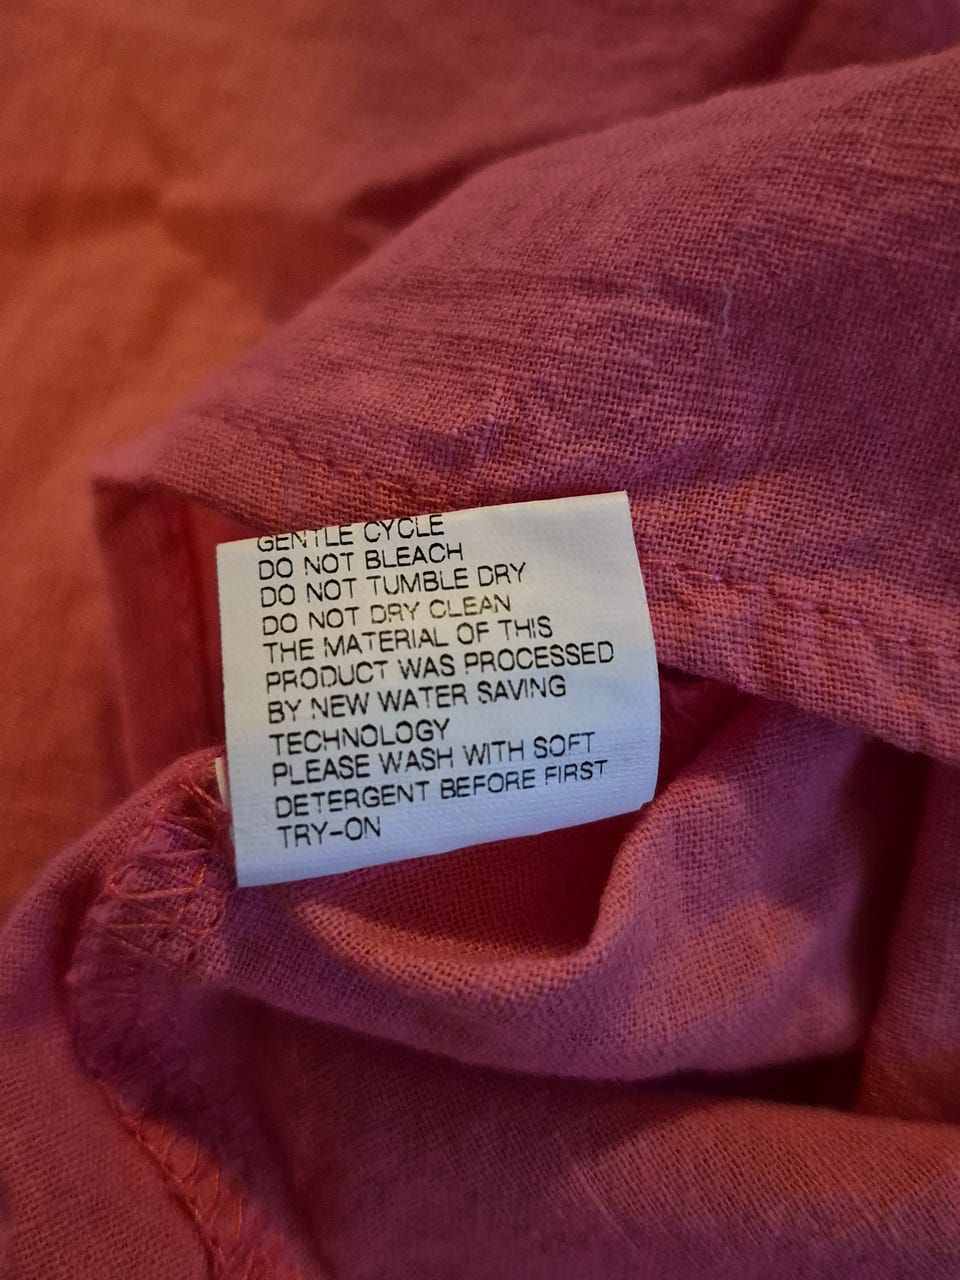 GENTLE CYCLE
DO NOT BLEACH
DO NOT TUMBLE DRY
DO NOT DRY CLEAN
THE MATERIAL OF THIS
PRODUCT WAS PROCESSED
BY NEW WATER SAVING
TECHNOLOGY
PLEASE WASH WITH SOFT
DETERGENT BEFORE FIRST
TRY-ON